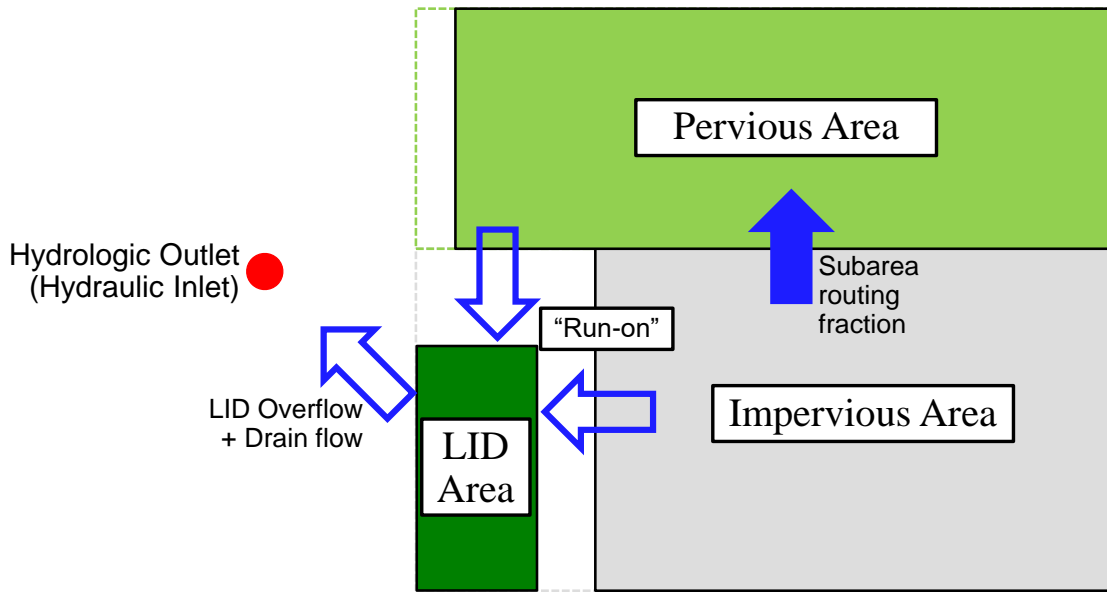 Pervious Area
Hydrologic Outlet
(Hydraulic Inlet)
Subarea
routing
fraction
“Run-on”
LID Overflow
+ Drain flow
LID
Area
Impervious Area